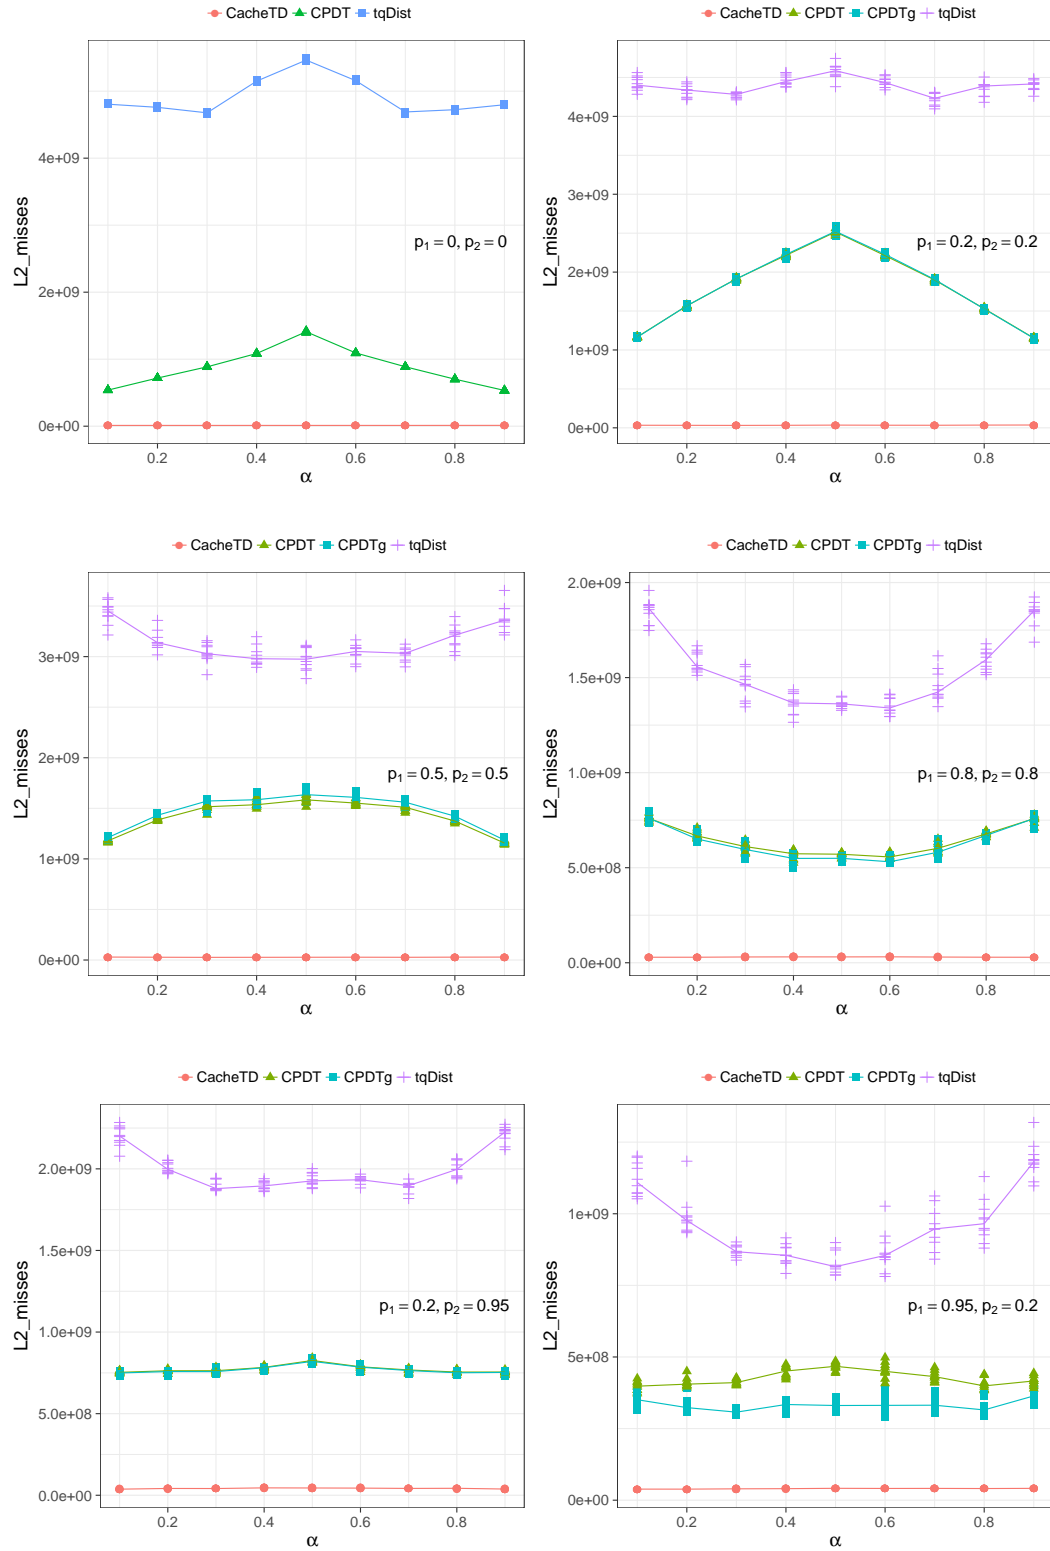 CacheTD CPDT tqDist
L2_misses
4e+09
2e+09
0e+00
p1 = 0, p2 = 0
0.2 0.4 0.6 0.8
α
CacheTD CPDT CPDTg tqDist
L2_misses
4e+09
3e+09
2e+09
1e+09
0e+00
p1 = 0.2, p2 = 0.2
0.2 0.4 0.6 0.8
α
CacheTD CPDT CPDTg tqDist
L2_misses
3e+09
2e+09
1e+09
0e+00
p1 = 0.5, p2 = 0.5
0.2 0.4 0.6 0.8
α
CacheTD CPDT CPDTg tqDist
L2_misses
2.0e+09
1.5e+09
1.0e+09
5.0e+08
0.0e+00
p1 = 0.8, p2 = 0.8
0.2 0.4 0.6 0.8
α
CacheTD CPDT CPDTg tqDist
L2_misses
2.0e+09
1.5e+09
1.0e+09
5.0e+08
0.0e+00
p1 = 0.2, p2 = 0.95
0.2 0.4 0.6 0.8
α
CacheTD CPDT CPDTg tqDist
L2_misses
1e+09
5e+08
0e+00
p1 = 0.95, p2 = 0.2
0.2 0.4 0.6 0.8
α